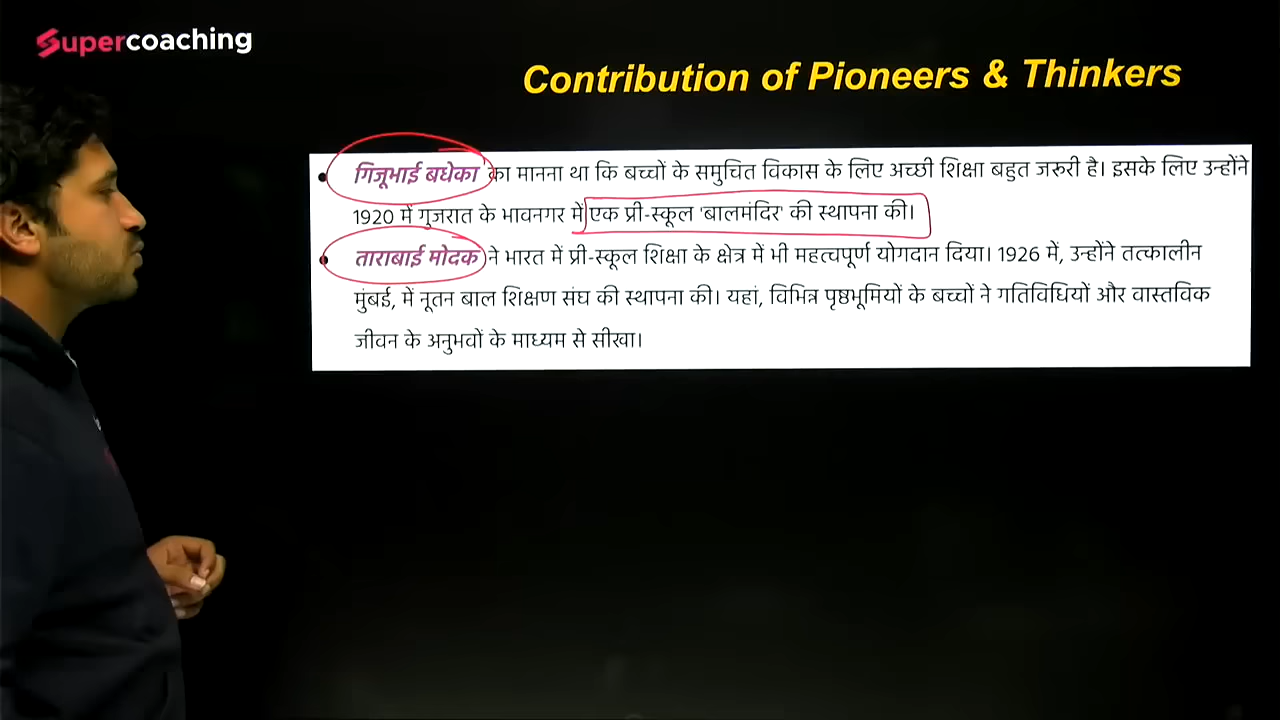 Supercoaching
Contribution of Pioneers & Thinkers
• गिजूभाई बधेका का मानना था कि बच्चों के समुचित विकास के लिए अच्छी शिक्षा बहुत जरूरी है। इसके लिए उन्होंने
1920 में गुजरात के भावनगर में एक प्री-स्कूल 'बालमंदिर' की स्थापना की।
• ताराबाई मोदक ने भारत में प्री-स्कूल शिक्षा के क्षेत्र में भी महत्वपूर्ण योगदान दिया। 1926 में, उन्होंने तत्कालीन
मुंबई, में नूतन बाल शिक्षण संघ की स्थापना की। यहां, विभिन्न पृष्ठभूमियों के बच्चों ने गतिविधियों और वास्तविक
जीवन के अनुभवों के माध्यम से सीखा।